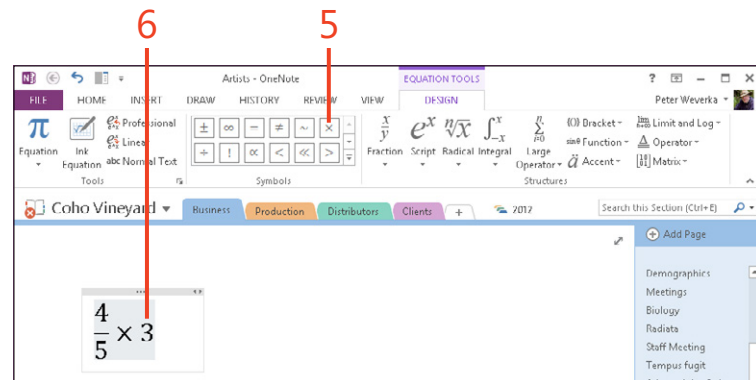 6 5
Artists - OneNote EQUATION TOOLS ?
FILE HOME INSERT DRAW HISTORY REVIEW VIEW DESIGN Peter Weverka
π Professional ± ∞ − ≠ ~ × x/y eˣ ⁿ√X ∫ˣ₋ₓ {()} Bracket Limit and Log
Equation Ink Equation Linear ÷ ! ∝ < ≪ > Fraction Script Radical Integral Large Operator sinθ Function Operator
abc Normal Text Accent Matrix
Tools Symbols Structures
Coho Vineyard Business Production Distributors Clients + 2012 Search this Section (Ctrl+E)
Add Page
Demographics
Meetings
Biology
Radiata
Staff Meeting
Tempus fugit
4/5 × 3